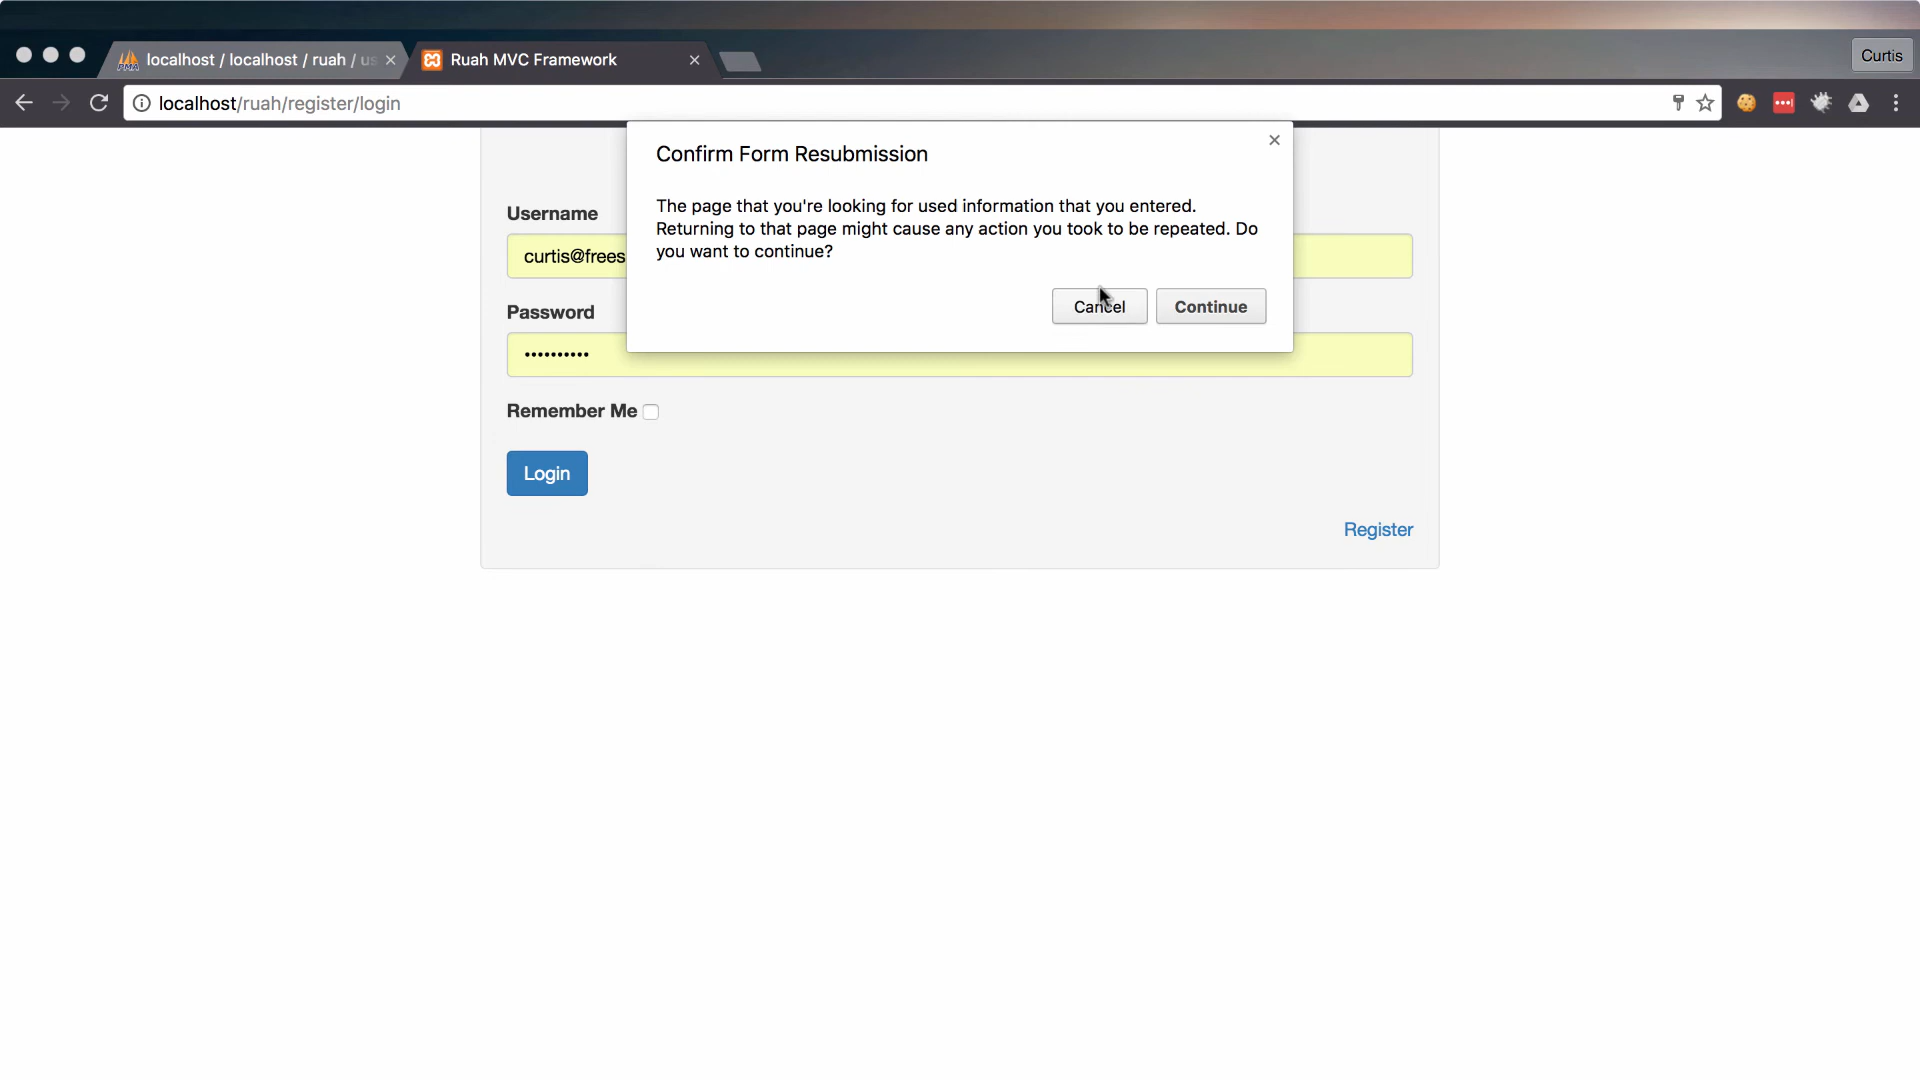 localhost / localhost / ruah / us
Ruah MVC Framework
Curtis
localhost/ruah/register/login
Confirm Form Resubmission
The page that you're looking for used information that you entered.
Returning to that page might cause any action you took to be repeated. Do
you want to continue?
Cancel
Continue
Username
curtis@frees
Password
••••••••••
Remember Me
Login
Register